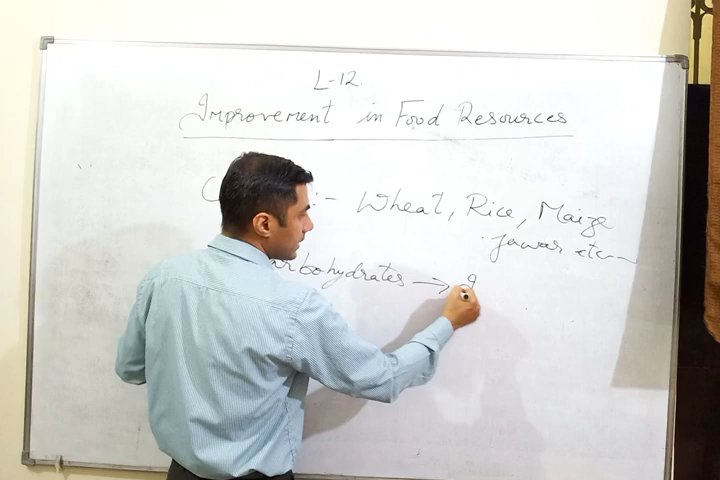 L-12.
Improvement in Food Resources
:- Wheat, Rice, Maize
Jawar etc
arbohydrates → g